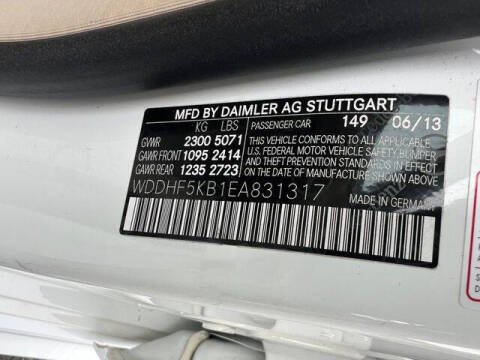 MFD BY DAIMLER AG STUTTGART
KG LBS PASSENGER CAR 149 06/13
GVWR 2300 5071
GAWR FRONT 1095 2414
GAWR REAR 1235 2723
THIS VEHICLE CONFORMS TO ALL APPLICABLE
U.S. FEDERAL MOTOR VEHICLE SAFETY, BUMPER
AND THEFT PREVENTION STANDARDS IN EFFECT
ON THE DATE OF MANUFACTURE SHOWN ABOVE.
WDDHF5KB1EA831317
MADE IN GERMANY